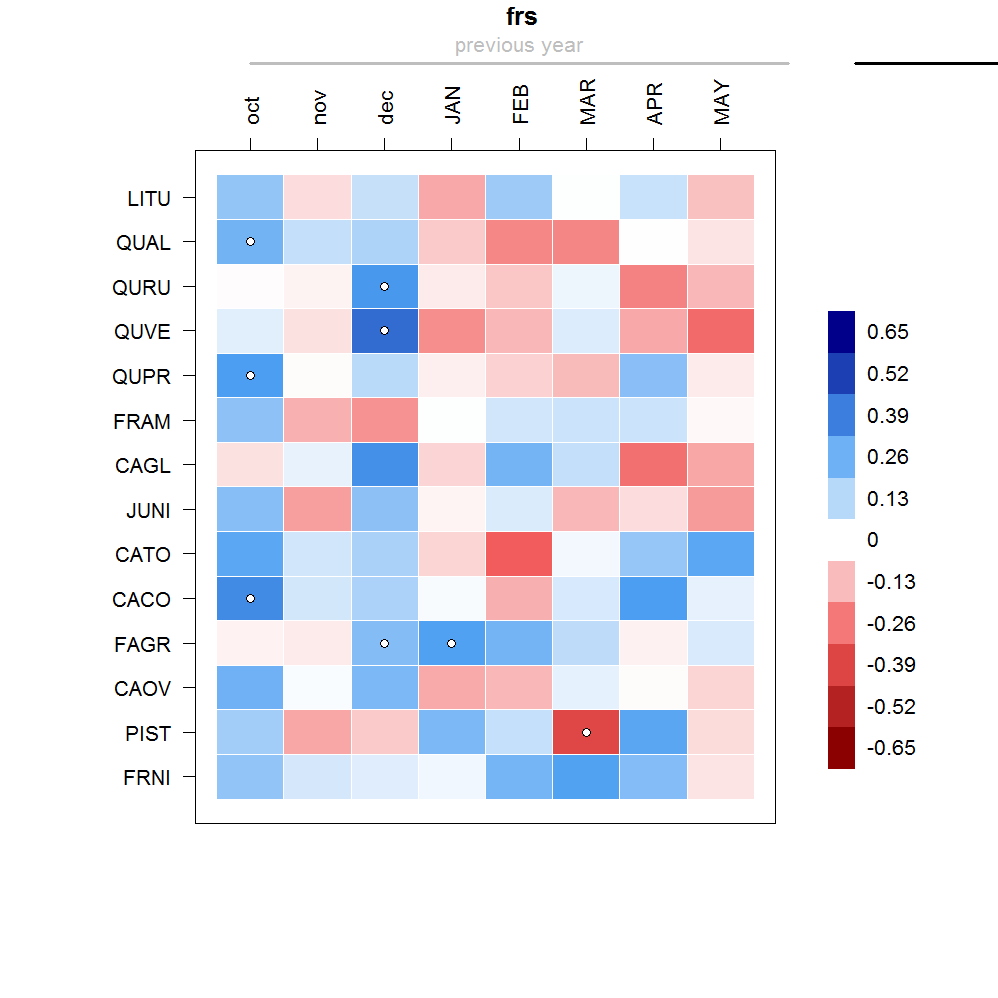 frs
previous year
oct nov dec JAN FEB MAR APR MAY
LITU
QUAL
QURU
QUVE
QUPR
FRAM
CAGL
JUNI
CATO
CACO
FAGR
CAOV
PIST
FRNI
0.65
0.52
0.39
0.26
0.13
0
-0.13
-0.26
-0.39
-0.52
-0.65